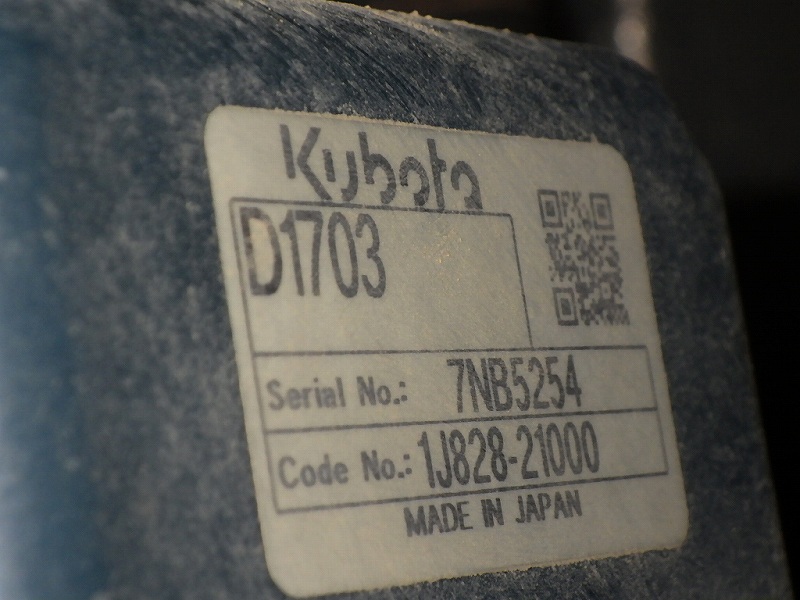 Kubota
D1703
Serial No.: 7NB5254
Code No.: 1J828-21000
MADE IN JAPAN